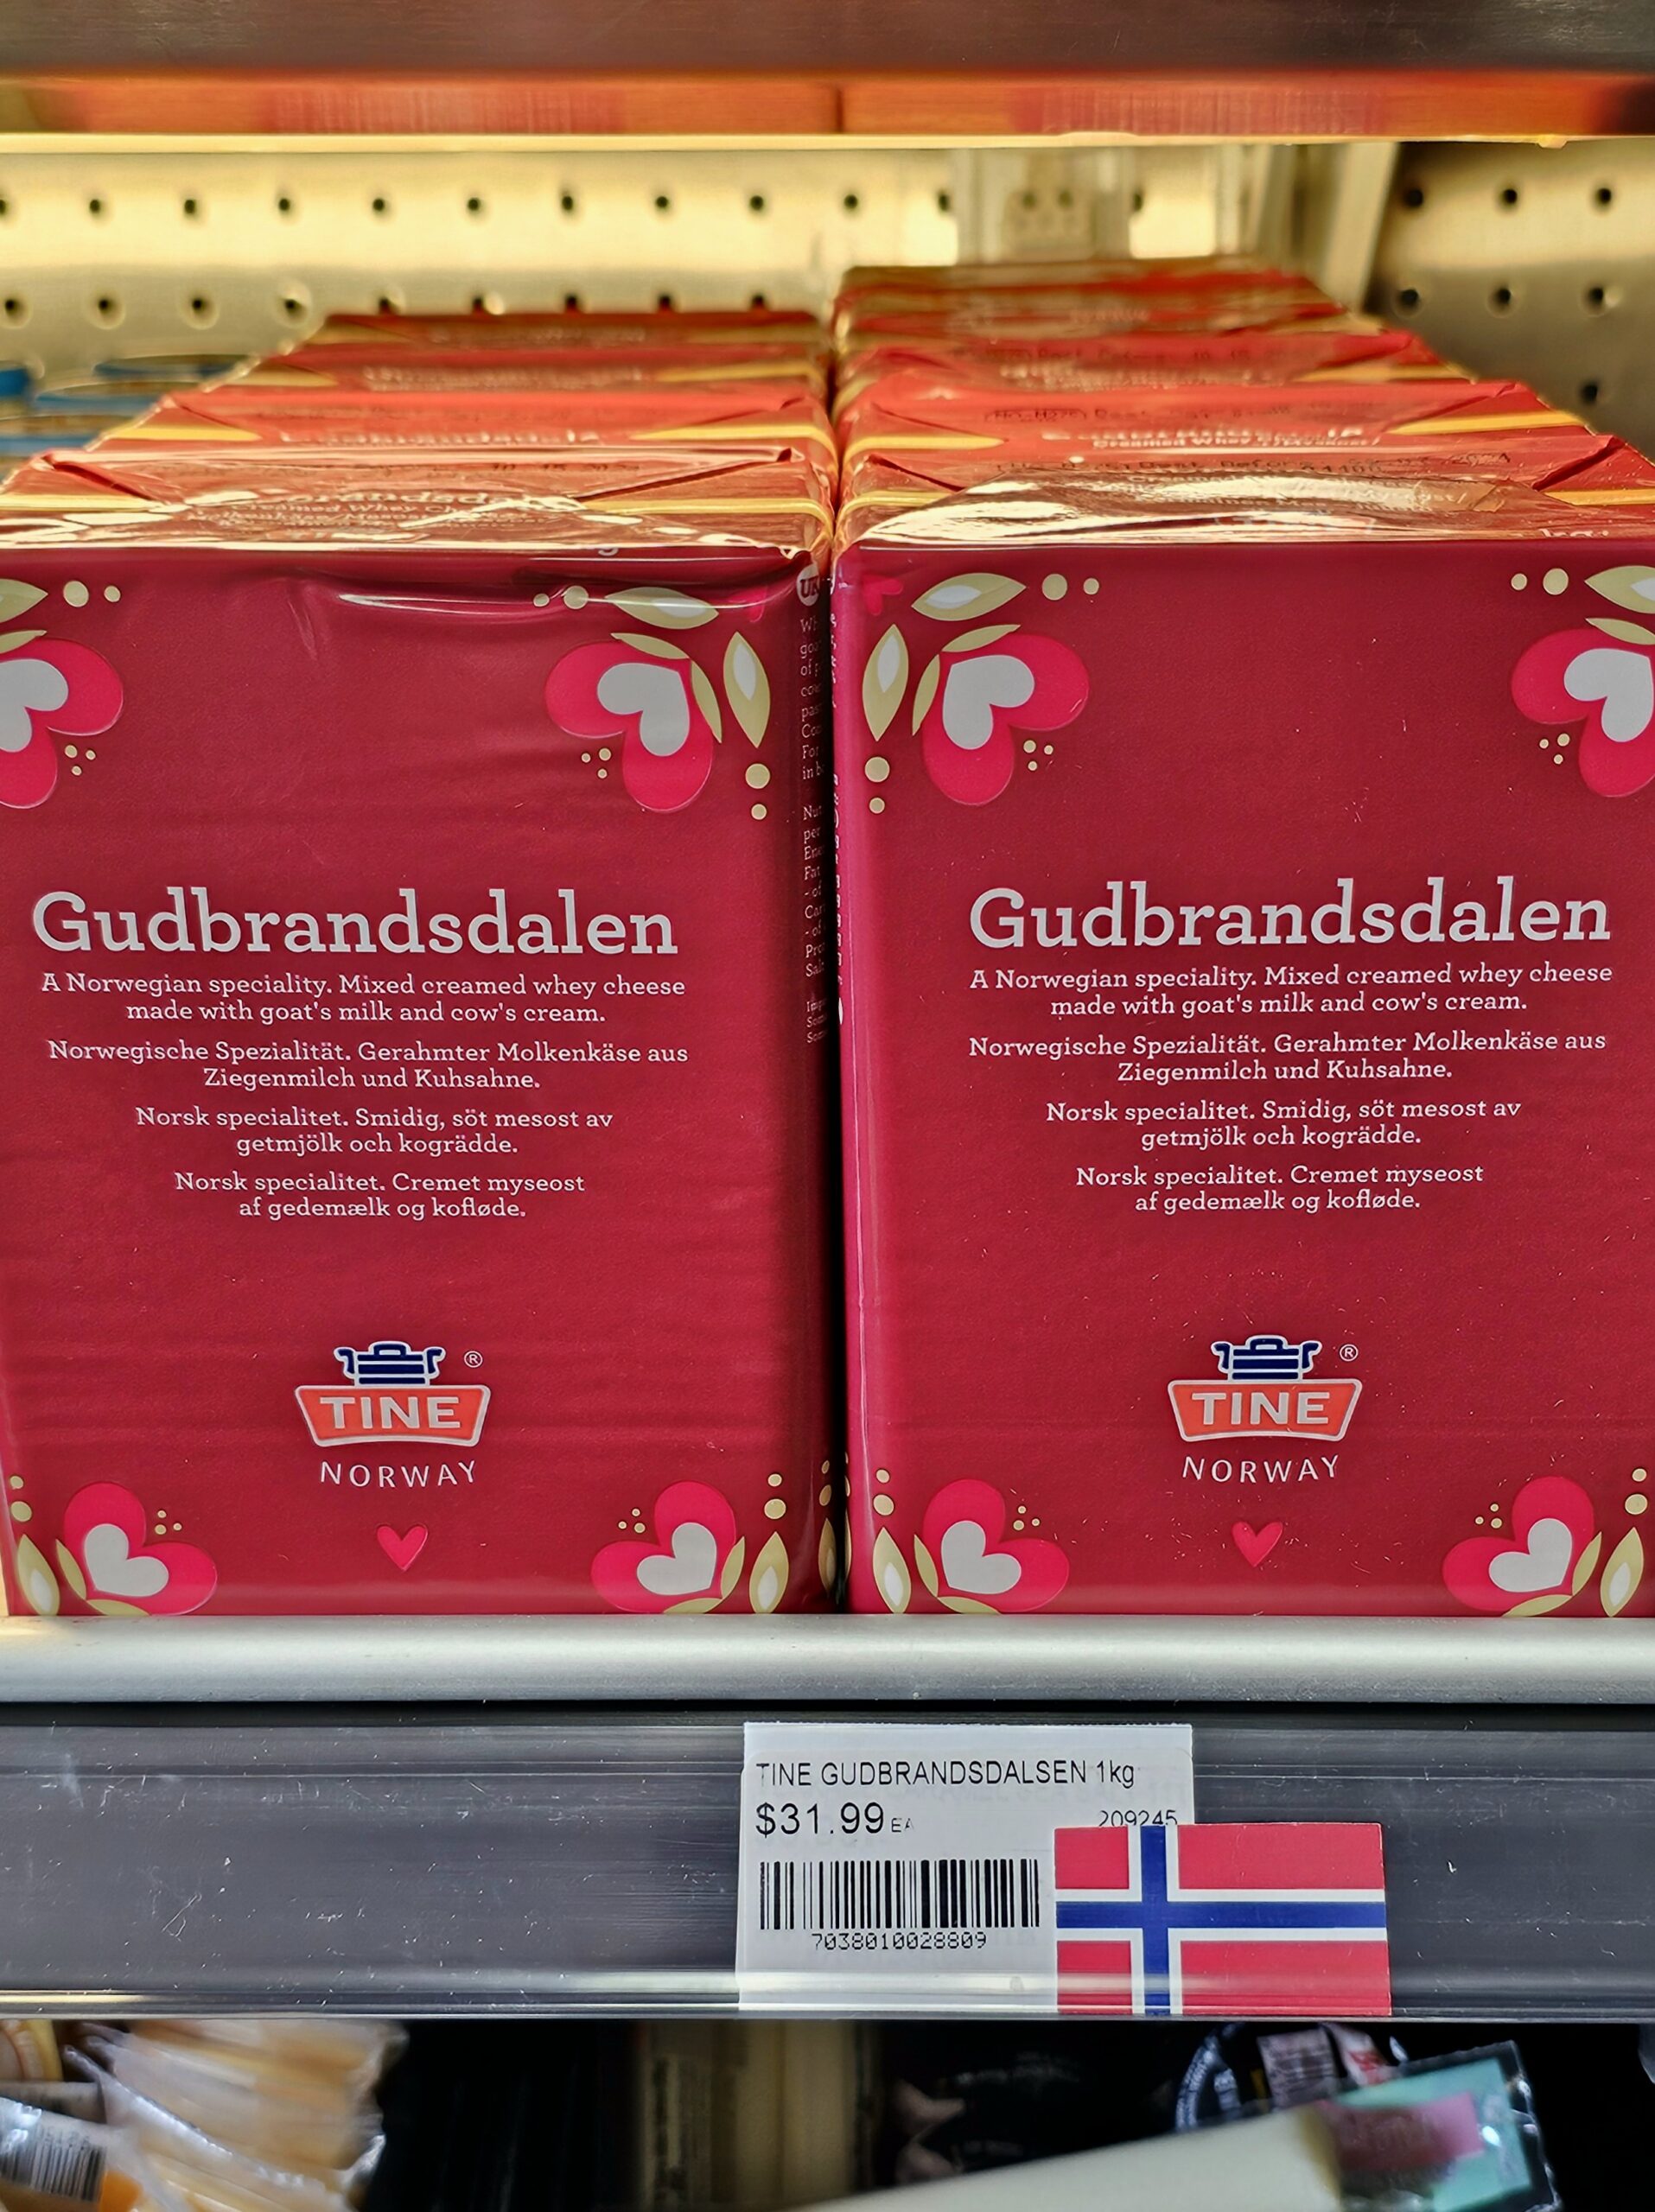 Gudbrandsdalen
A Norwegian speciality. Mixed creamed whey cheese
made with goat's milk and cow's cream.
Norwegische Spezialität. Gerahmter Molkenkäse aus
Ziegenmilch und Kuhsahne.
Norsk specialitet. Smidig, söt mesost av
getmjölk och kogrädde.
Norsk specialitet. Cremet myseost
af gedemælk og kofløde.
®
TINE
NORWAY
Gudbrandsdalen
A Norwegian speciality. Mixed creamed whey cheese
made with goat's milk and cow's cream.
Norwegische Spezialität. Gerahmter Molkenkäse aus
Ziegenmilch und Kuhsahne.
Norsk specialitet. Smidig, söt mesost av
getmjölk och kogrädde.
Norsk specialitet. Cremet myseost
af gedemælk og kofløde.
®
TINE
NORWAY
TINE GUDBRANDSDALSEN 1kg
$31.99 EA 209245
7038010028809